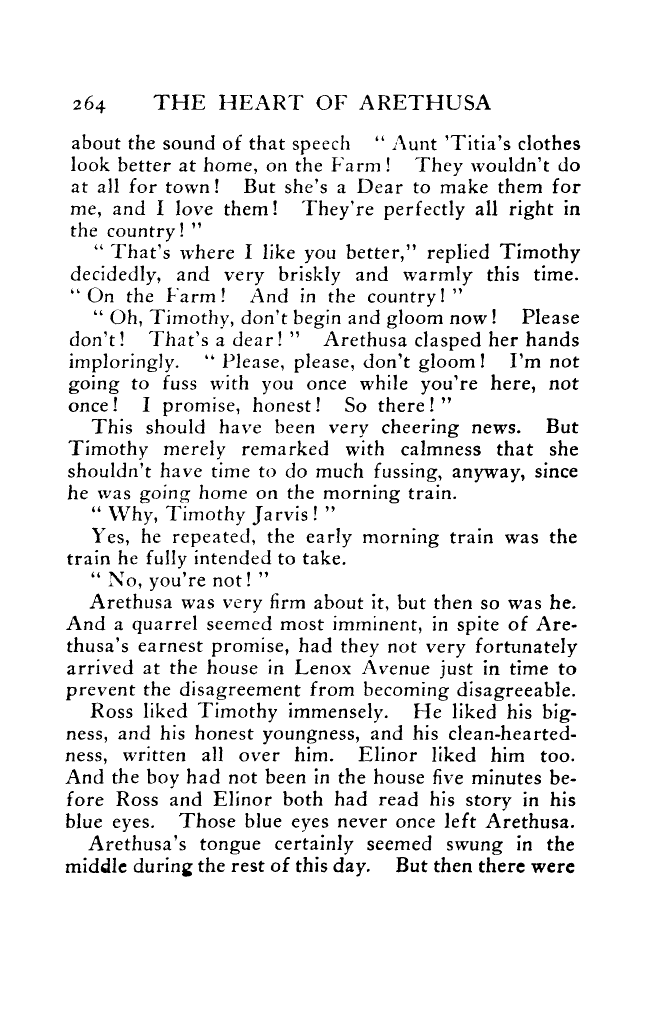 264 THE HEART OF ARETHUSA
about the sound of that speech “ Aunt ’Titia’s clothes
look better at home, on the Farm! They wouldn’t do
at all for town! But she’s a Dear to make them for
me, and I love them! They’re perfectly all right in
the country! ”
“ That’s where I like you better,” replied Timothy
decidedly, and very briskly and warmly this time.
“ On the Farm! And in the country! ”
“ Oh, Timothy, don’t begin and gloom now! Please
don’t! That’s a dear! ” Arethusa clasped her hands
imploringly. “ Please, please, don’t gloom! I’m not
going to fuss with you once while you’re here, not
once! I promise, honest! So there! ”
This should have been very cheering news. But
Timothy merely remarked with calmness that she
shouldn’t have time to do much fussing, anyway, since
he was going home on the morning train.
“ Why, Timothy Jarvis! ”
Yes, he repeated, the early morning train was the
train he fully intended to take.
“ No, you’re not! ”
Arethusa was very firm about it, but then so was he.
And a quarrel seemed most imminent, in spite of Are-
thusa’s earnest promise, had they not very fortunately
arrived at the house in Lenox Avenue just in time to
prevent the disagreement from becoming disagreeable.
Ross liked Timothy immensely. He liked his big-
ness, and his honest youngness, and his clean-hearted-
ness, written all over him. Elinor liked him too.
And the boy had not been in the house five minutes be-
fore Ross and Elinor both had read his story in his
blue eyes. Those blue eyes never once left Arethusa.
Arethusa’s tongue certainly seemed swung in the
middle during the rest of this day. But then there were